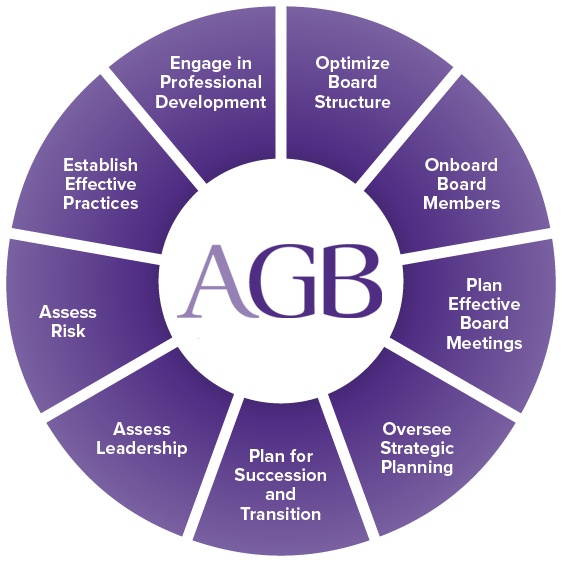 Engage in
Professional
Development
Optimize
Board
Structure
Onboard
Board
Members
Plan
Effective
Board
Meetings
Oversee
Strategic
Planning
Plan for
Succession
and
Transition
Assess
Leadership
Assess
Risk
Establish
Effective
Practices
AGB